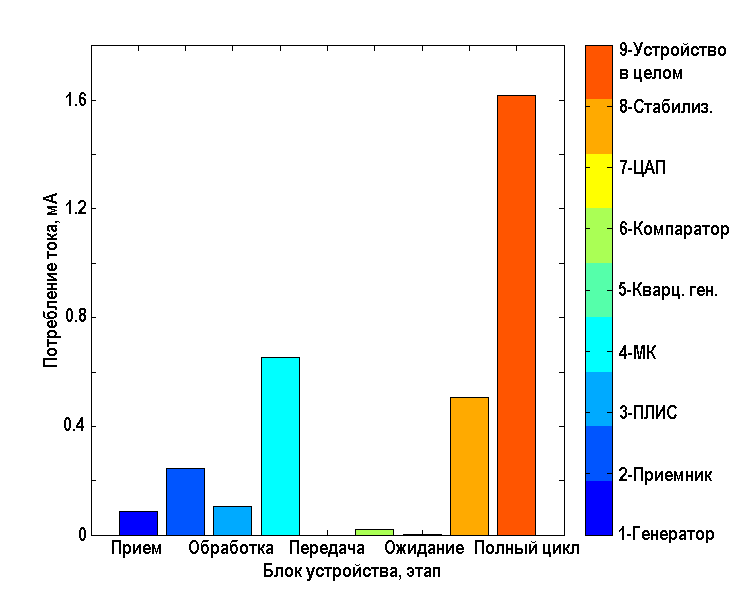 1.6
1.2
0.8
0.4
0
Потребление тока, мА
Прием
Обработка
Передача
Ожидание
Полный цикл
Блок устройства, этап
9-Устройство
в целом
8-Стабилиз.
7-ЦАП
6-Компаратор
5-Кварц. ген.
4-МК
3-ПЛИС
2-Приемник
1-Генератор